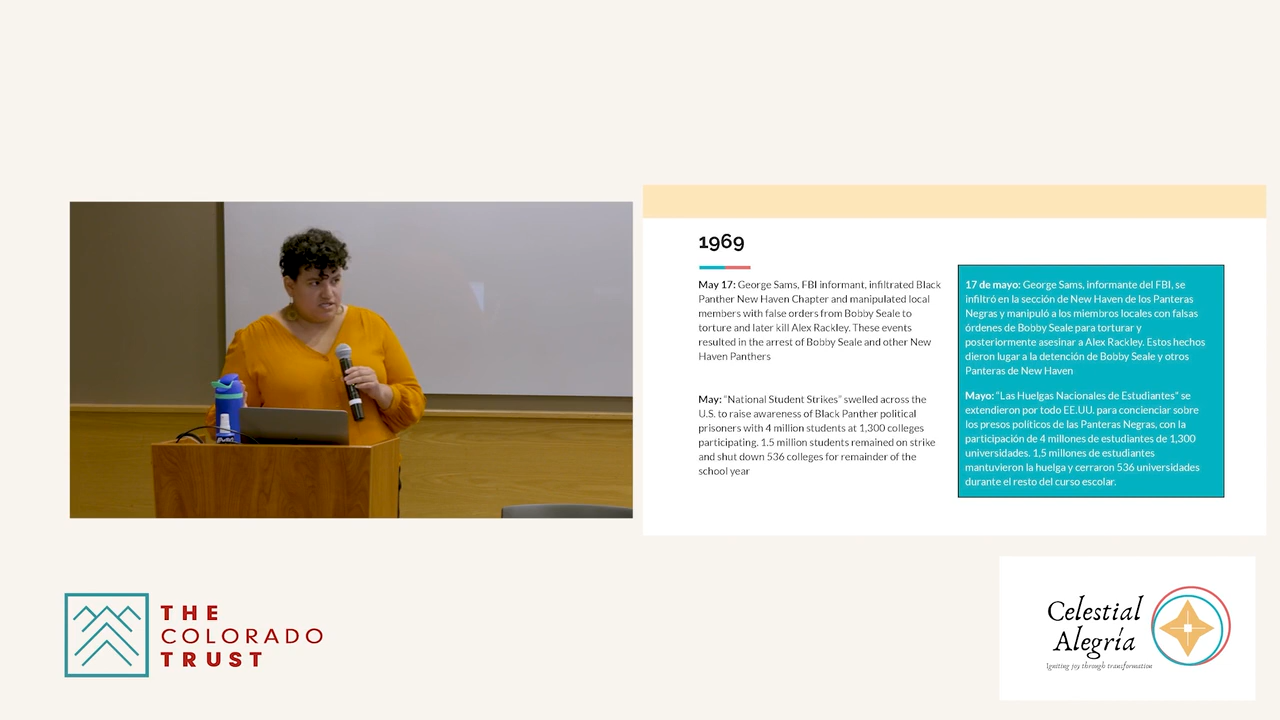 1969
May 17: George Sams, FBI informant, infiltrated Black
Panther New Haven Chapter and manipulated local
members with false orders from Bobby Seale to
torture and later kill Alex Rackley. These events
resulted in the arrest of Bobby Seale and other New
Haven Panthers
May: "National Student Strikes" swelled across the
U.S. to raise awareness of Black Panther political
prisoners with 4 million students at 1,300 colleges
participating. 1.5 million students remained on strike
and shut down 536 colleges for remainder of the
school year
17 de mayo: George Sams, informante del FBI, se
infiltró en la sección de New Haven de los Panteras
Negras y manipuló a los miembros locales con falsas
órdenes de Bobby Seale para torturar y
posteriormente asesinar a Alex Rackley. Estos hechos
dieron lugar a la detención de Bobby Seale y otros
Panteras de New Haven
Mayo: "Las Huelgas Nacionales de Estudiantes" se
extendieron por todo EE.UU. para concienciar sobre
los presos políticos de las Panteras Negras, con la
participación de 4 millones de estudiantes de 1,300
universidades. 1,5 millones de estudiantes
mantuvieron la huelga y cerraron 536 universidades
durante el resto del curso escolar.
THE
COLORADO
TRUST
Celestial
Alegría
Igniting joy through transformation